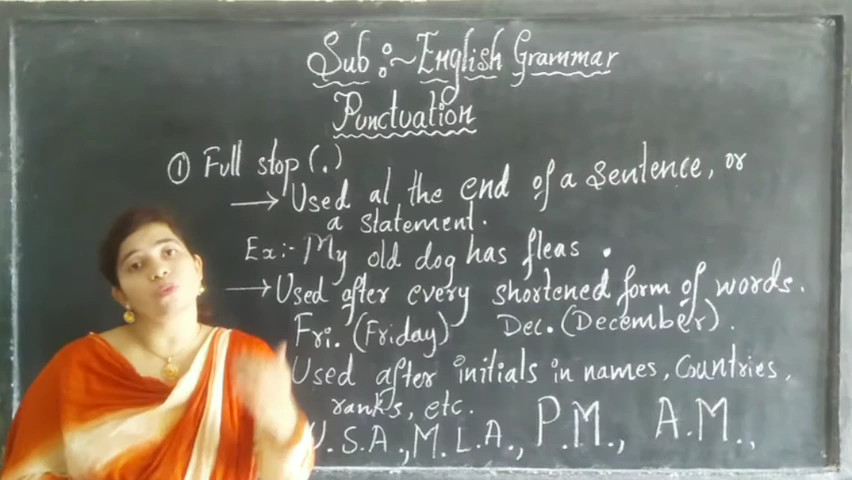 Sub :~ English Grammar
Punctuation
① Full stop (.)
→ Used at the end of a sentence, or
a statement.
Ex:- My old dog has fleas .
→ Used after every shortened form of words.
Fri. (Friday) Dec. (December).
Used after initials in names, Countries,
ranks, etc.
.S.A., M.L.A., P.M., A.M.,